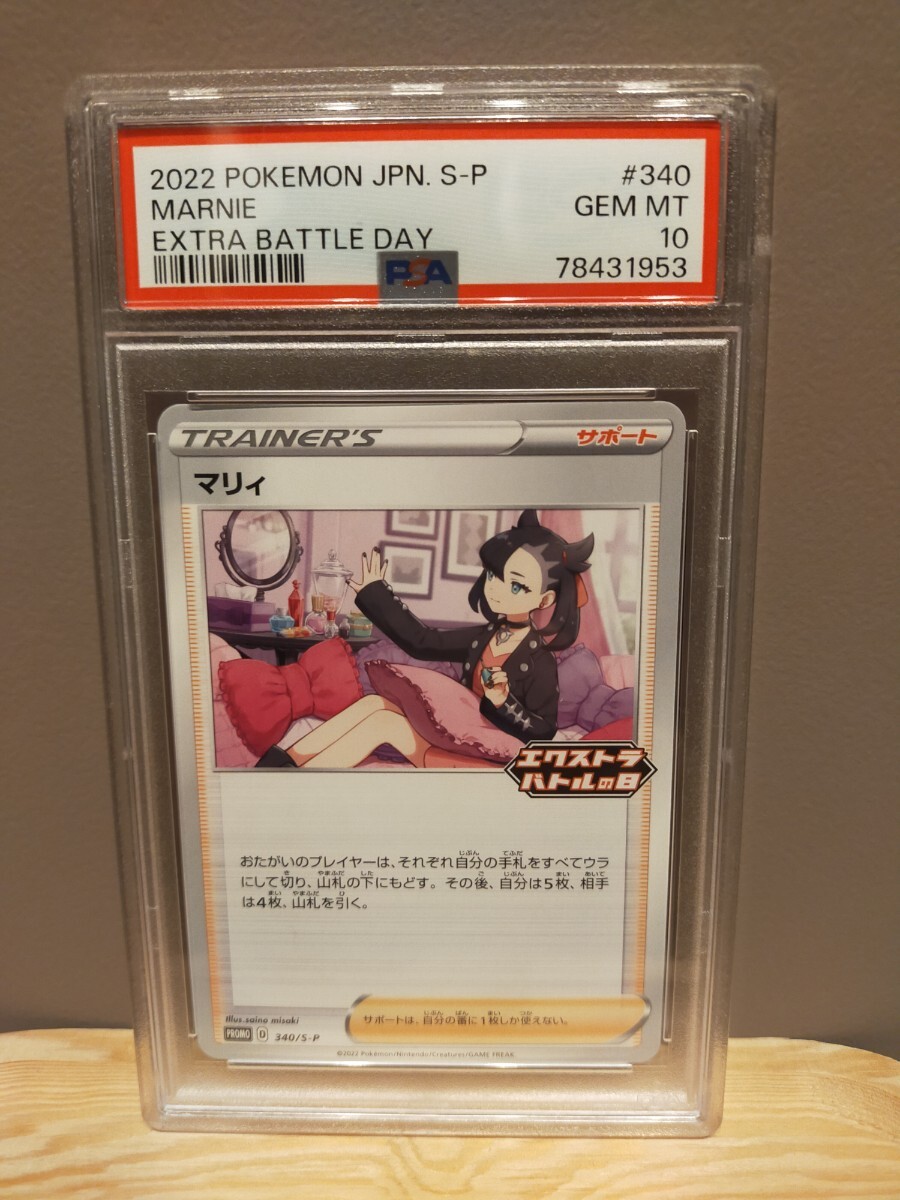 2022 POKEMON JPN. S-P #340
MARNIE GEM MT
EXTRA BATTLE DAY 10
PSA 78431953
TRAINER'S サポート
マリィ
エクストラ
バトルの日
おたがいのプレイヤーは、それぞれ自分の手札をすべてウラ
にして切り、山札の下にもどす。その後、自分は5枚、相手
は4枚、山札を引く。
Illus. saino misaki
サポートは、自分の番に1枚しか使えない。
PROMO D 340/S-P
©2022 Pokémon/Nintendo/Creatures/GAME FREAK